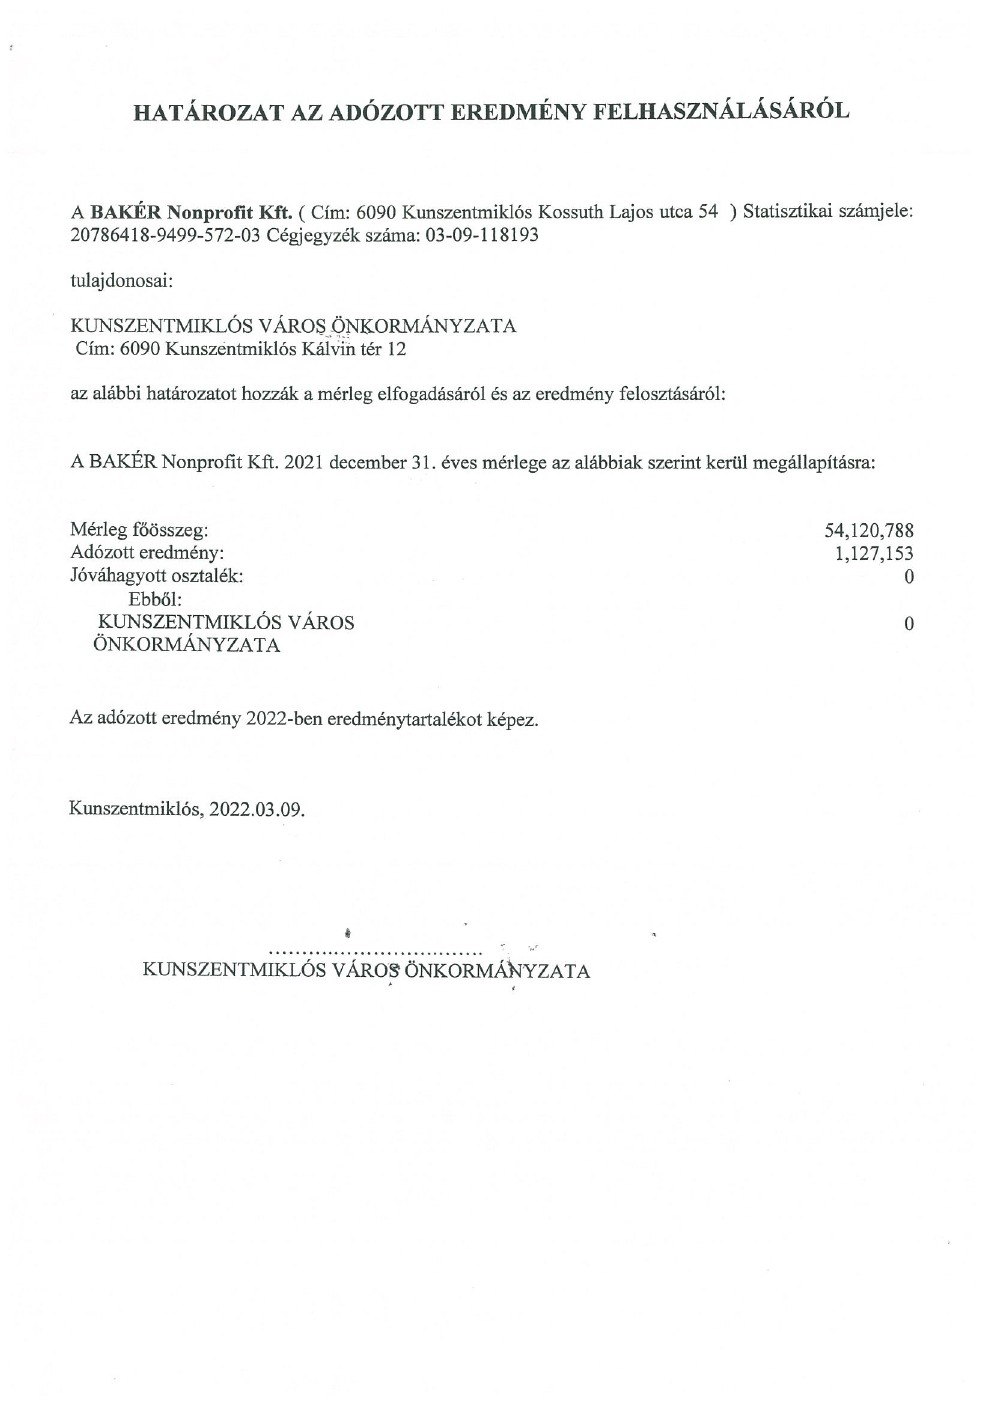 HATÁROZAT AZ ADÓZOTT EREDMÉNY FELHASZNÁLÁSÁRÓL
A BAKÉR Nonprofit Kft. ( Cím: 6090 Kunszentmiklós Kossuth Lajos utca 54 ) Statisztikai számjele:
20786418-9499-572-03 Cégjegyzék száma: 03-09-118193
tulajdonosai:
KUNSZENTMIKLÓS VÁROS ÖNKORMÁNYZATA
Cím: 6090 Kunszentmiklós Kálvin tér 12
az alábbi határozatot hozzák a mérleg elfogadásáról és az eredmény felosztásáról:
A BAKÉR Nonprofit Kft. 2021 december 31. éves mérlege az alábbiak szerint kerül megállapításra:
Mérleg főösszeg: 54,120,788
Adózott eredmény: 1,127,153
Jóváhagyott osztalék: 0
Ebből:
KUNSZENTMIKLÓS VÁROS 0
ÖNKORMÁNYZATA
Az adózott eredmény 2022-ben eredménytartalékot képez.
Kunszentmiklós, 2022.03.09.
................................
KUNSZENTMIKLÓS VÁROS ÖNKORMÁNYZATA